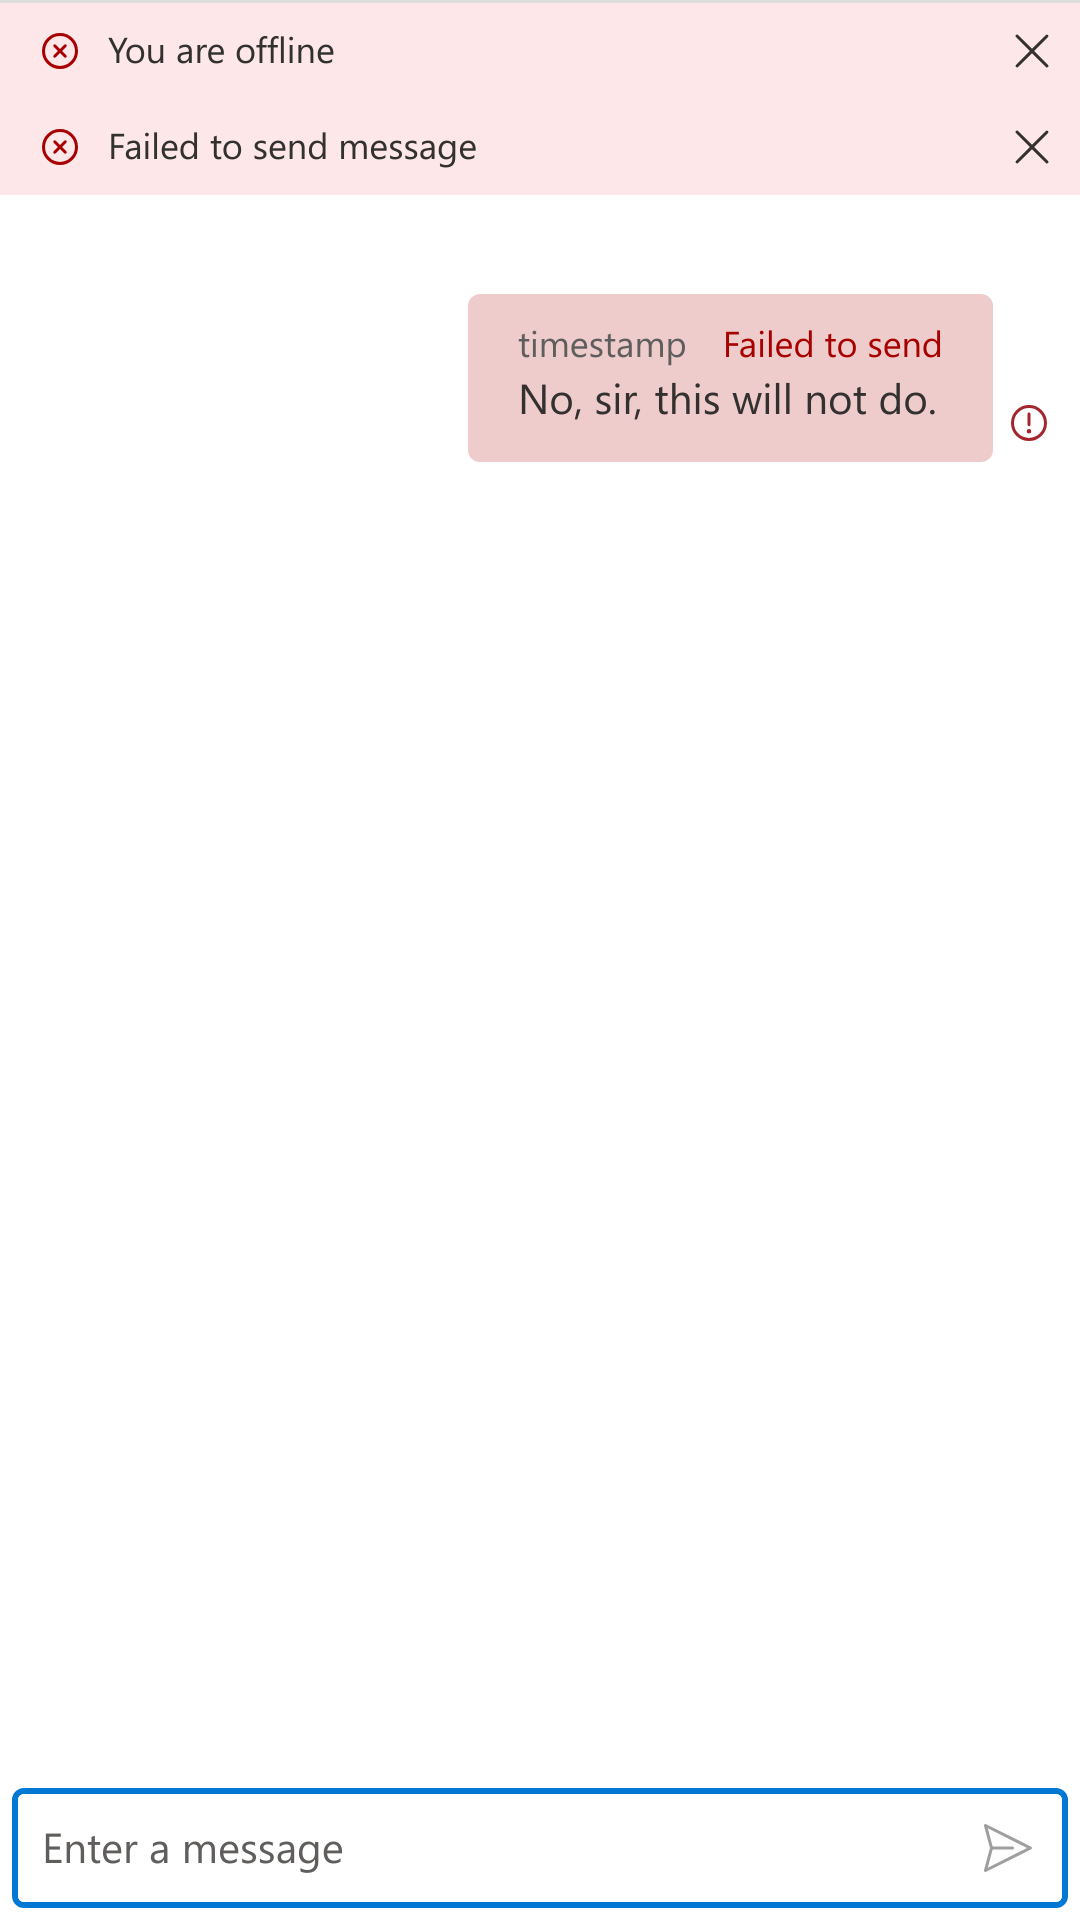 You are offline
Failed to send message
timestamp Failed to send
No, sir, this will not do.
Enter a message